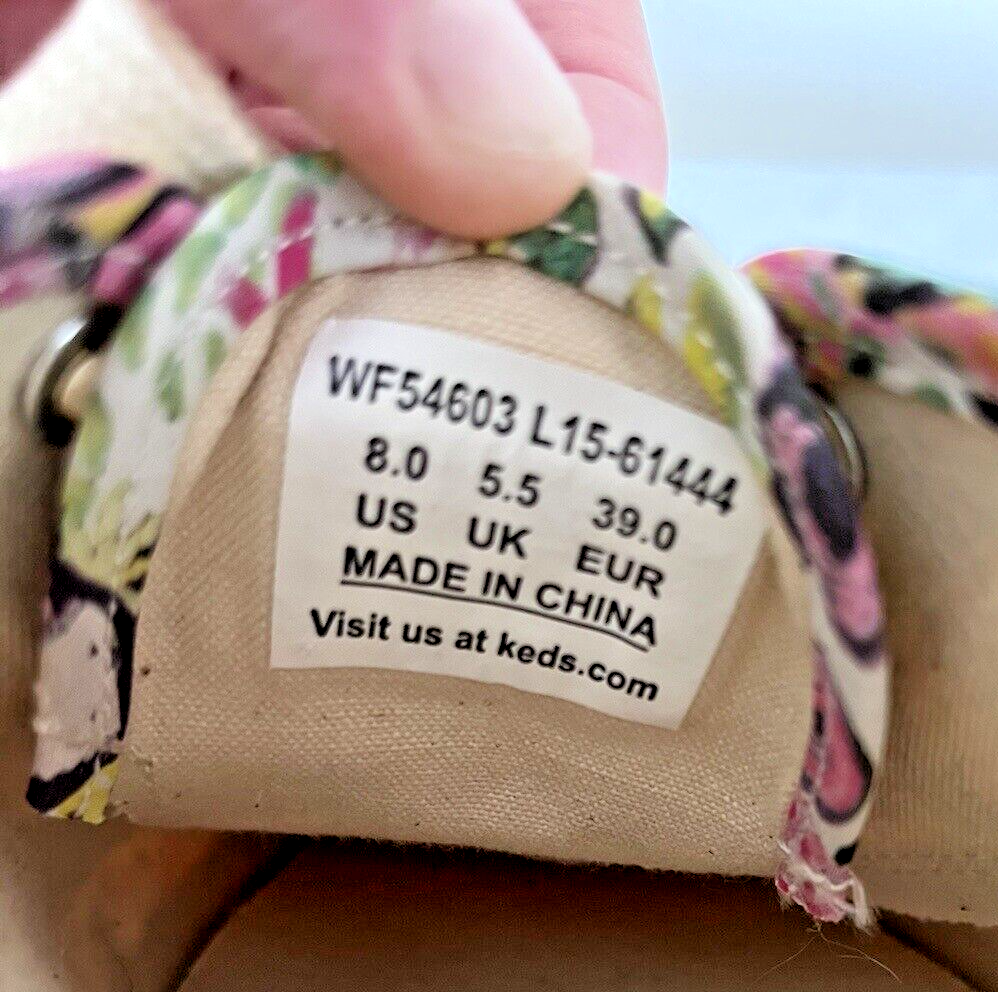 WF54603 L15-61444
8.0 5.5 39.0
US UK EUR
MADE IN CHINA
Visit us at keds.com